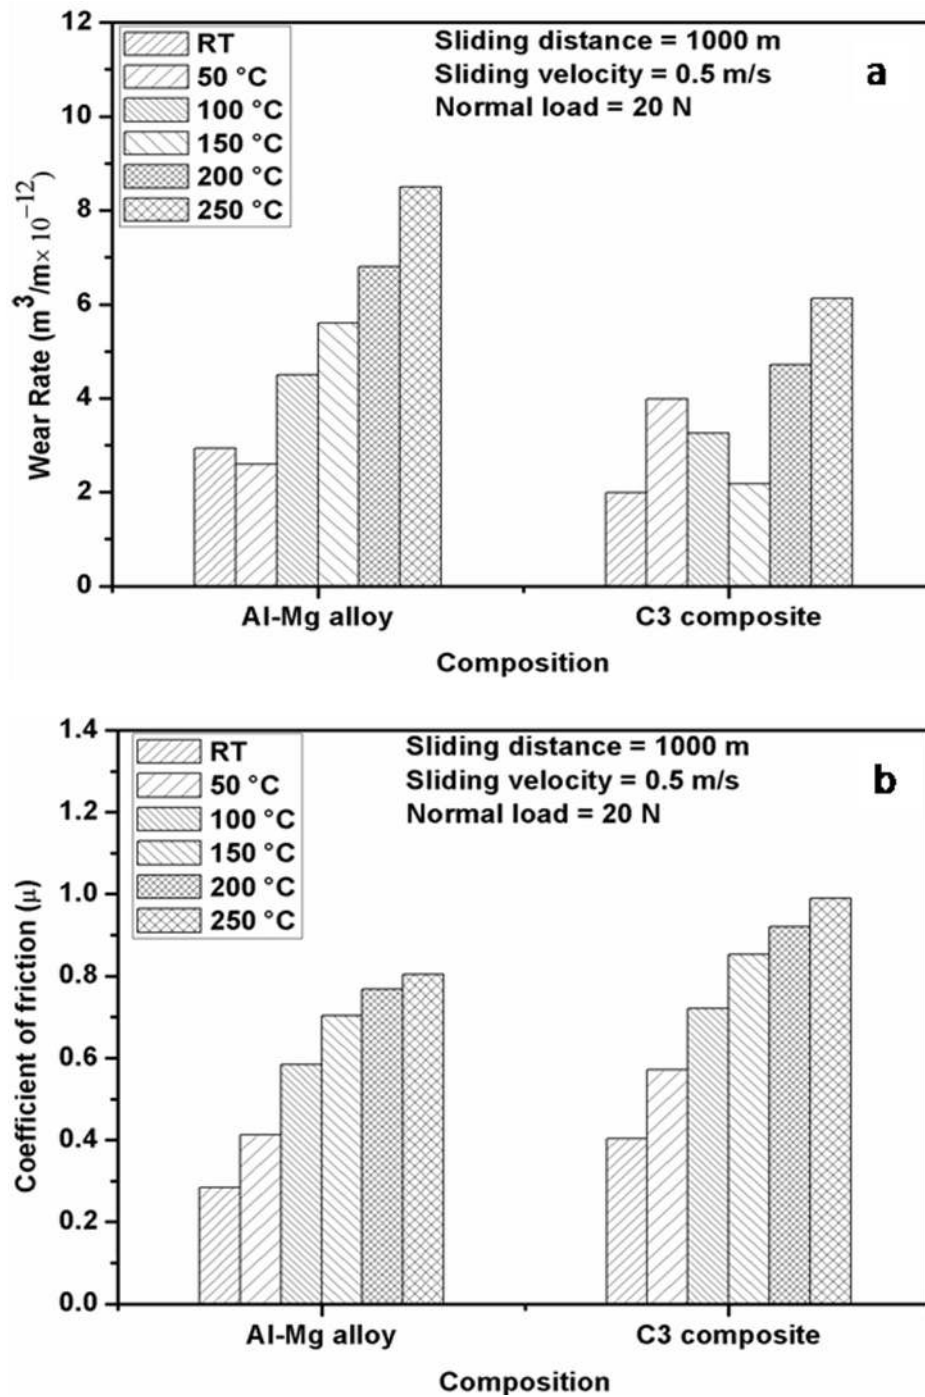 12
10
8
6
4
2
0
Wear Rate (m³/m× 10⁻¹²)
RT
50 °C
100 °C
150 °C
200 °C
250 °C
Sliding distance = 1000 m
Sliding velocity = 0.5 m/s
Normal load = 20 N
a
Al-Mg alloy
C3 composite
Composition
1.4
1.2
1.0
0.8
0.6
0.4
0.2
0.0
Coefficient of friction (µ)
RT
50 °C
100 °C
150 °C
200 °C
250 °C
Sliding distance = 1000 m
Sliding velocity = 0.5 m/s
Normal load = 20 N
b
Al-Mg alloy
C3 composite
Composition